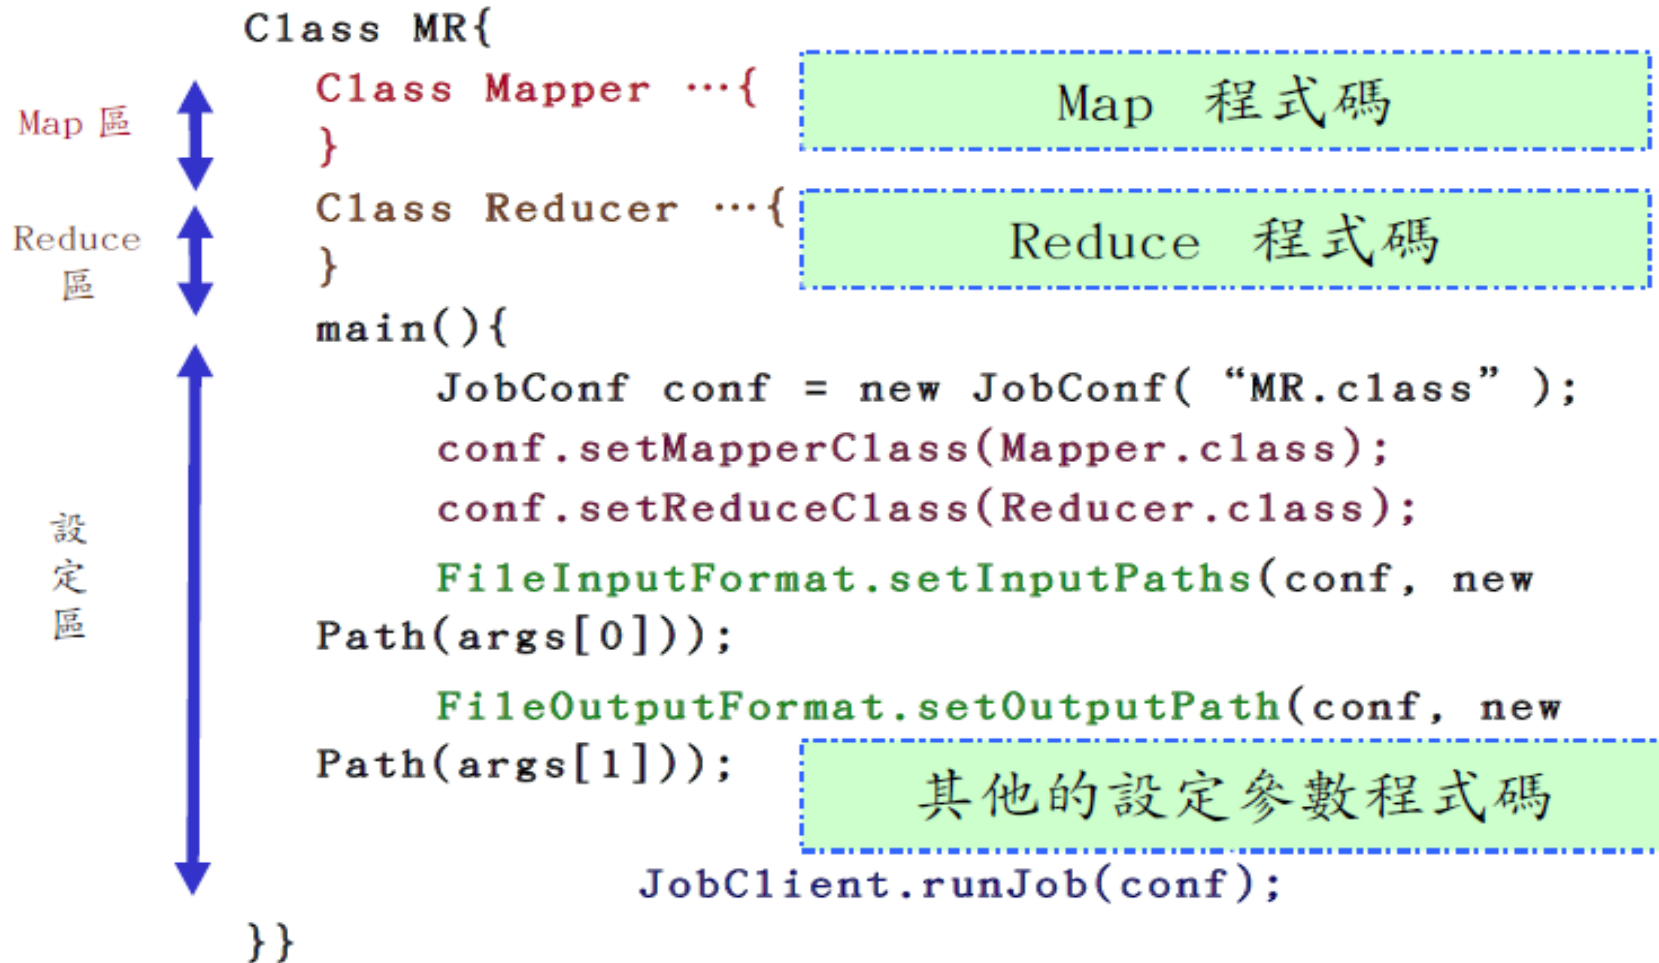 Class MR{
Class Mapper …{
Map 程式碼
Map 區
}
Class Reducer …{
Reduce 程式碼
Reduce
區
}
main(){
JobConf conf = new JobConf( “MR.class” );
conf.setMapperClass(Mapper.class);
conf.setReduceClass(Reducer.class);
設
定
區
FileInputFormat.setInputPaths(conf, new
Path(args[0]));
FileOutputFormat.setOutputPath(conf, new
Path(args[1]));
其他的設定參數程式碼
JobClient.runJob(conf);
}}